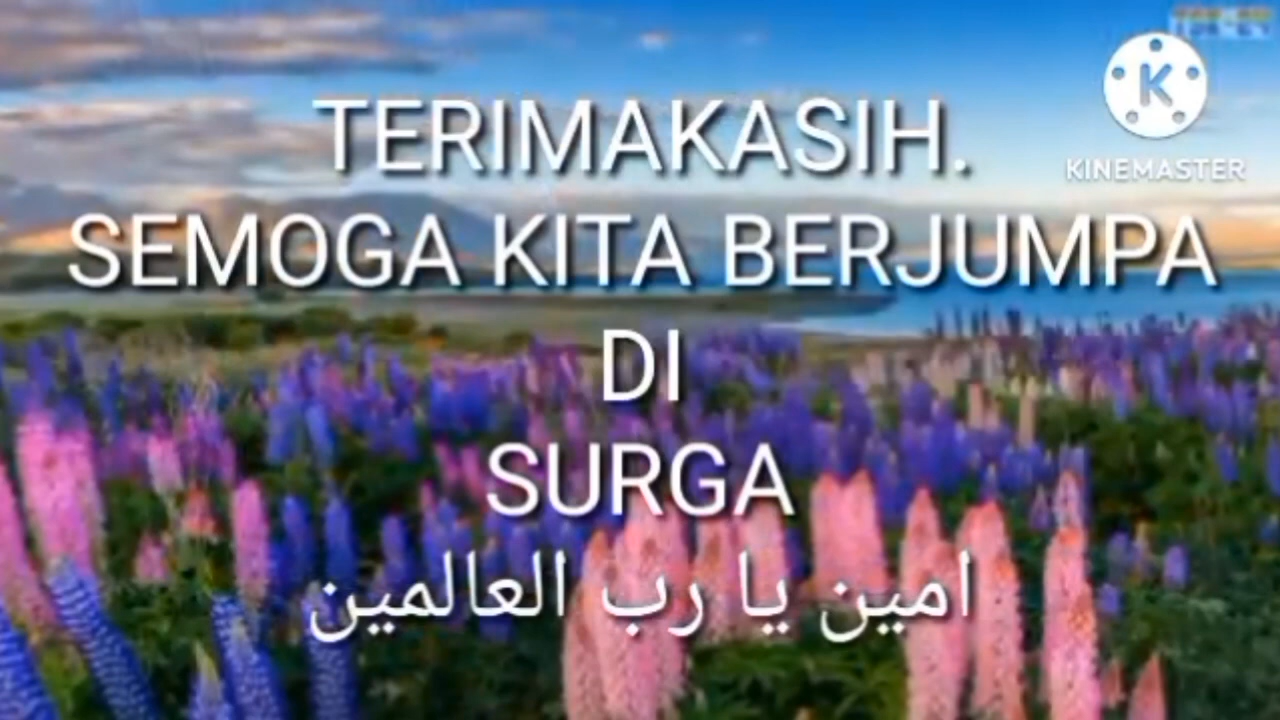 TERIMAKASIH.
SEMOGA KITA BERJUMPA
DI
SURGA
امين يا رب العالمين
K
KINEMASTER